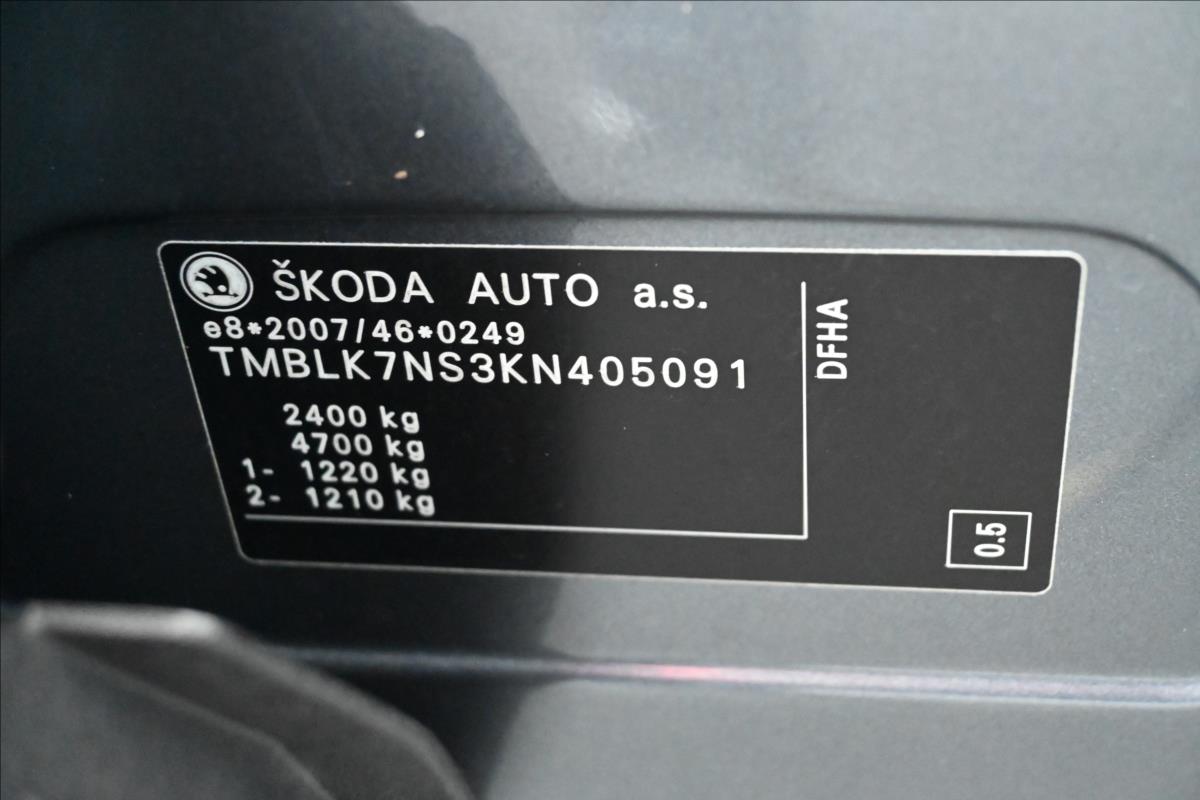 ŠKODA AUTO a.s.
e8*2007/46*0249
TMBLK7NS3KN405091
2400 kg
4700 kg
1- 1220 kg
2- 1210 kg
DFHA
0.5